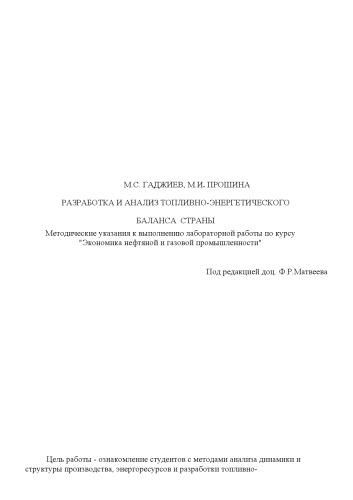 М.С. ГАДЖИЕВ, М.И. ПРОШИНА
РАЗРАБОТКА И АНАЛИЗ ТОПЛИВНО-ЭНЕРГЕТИЧЕСКОГО
БАЛАНСА СТРАНЫ
Методические указания к выполнению лабораторной работы по курсу
"Экономика нефтяной и газовой промышленности"
Под редакцией доц. Ф.Р.Матвеева
Цель работы - ознакомление студентов с методами анализа динамики и
структуры производства, энергоресурсов и разработки топливно-